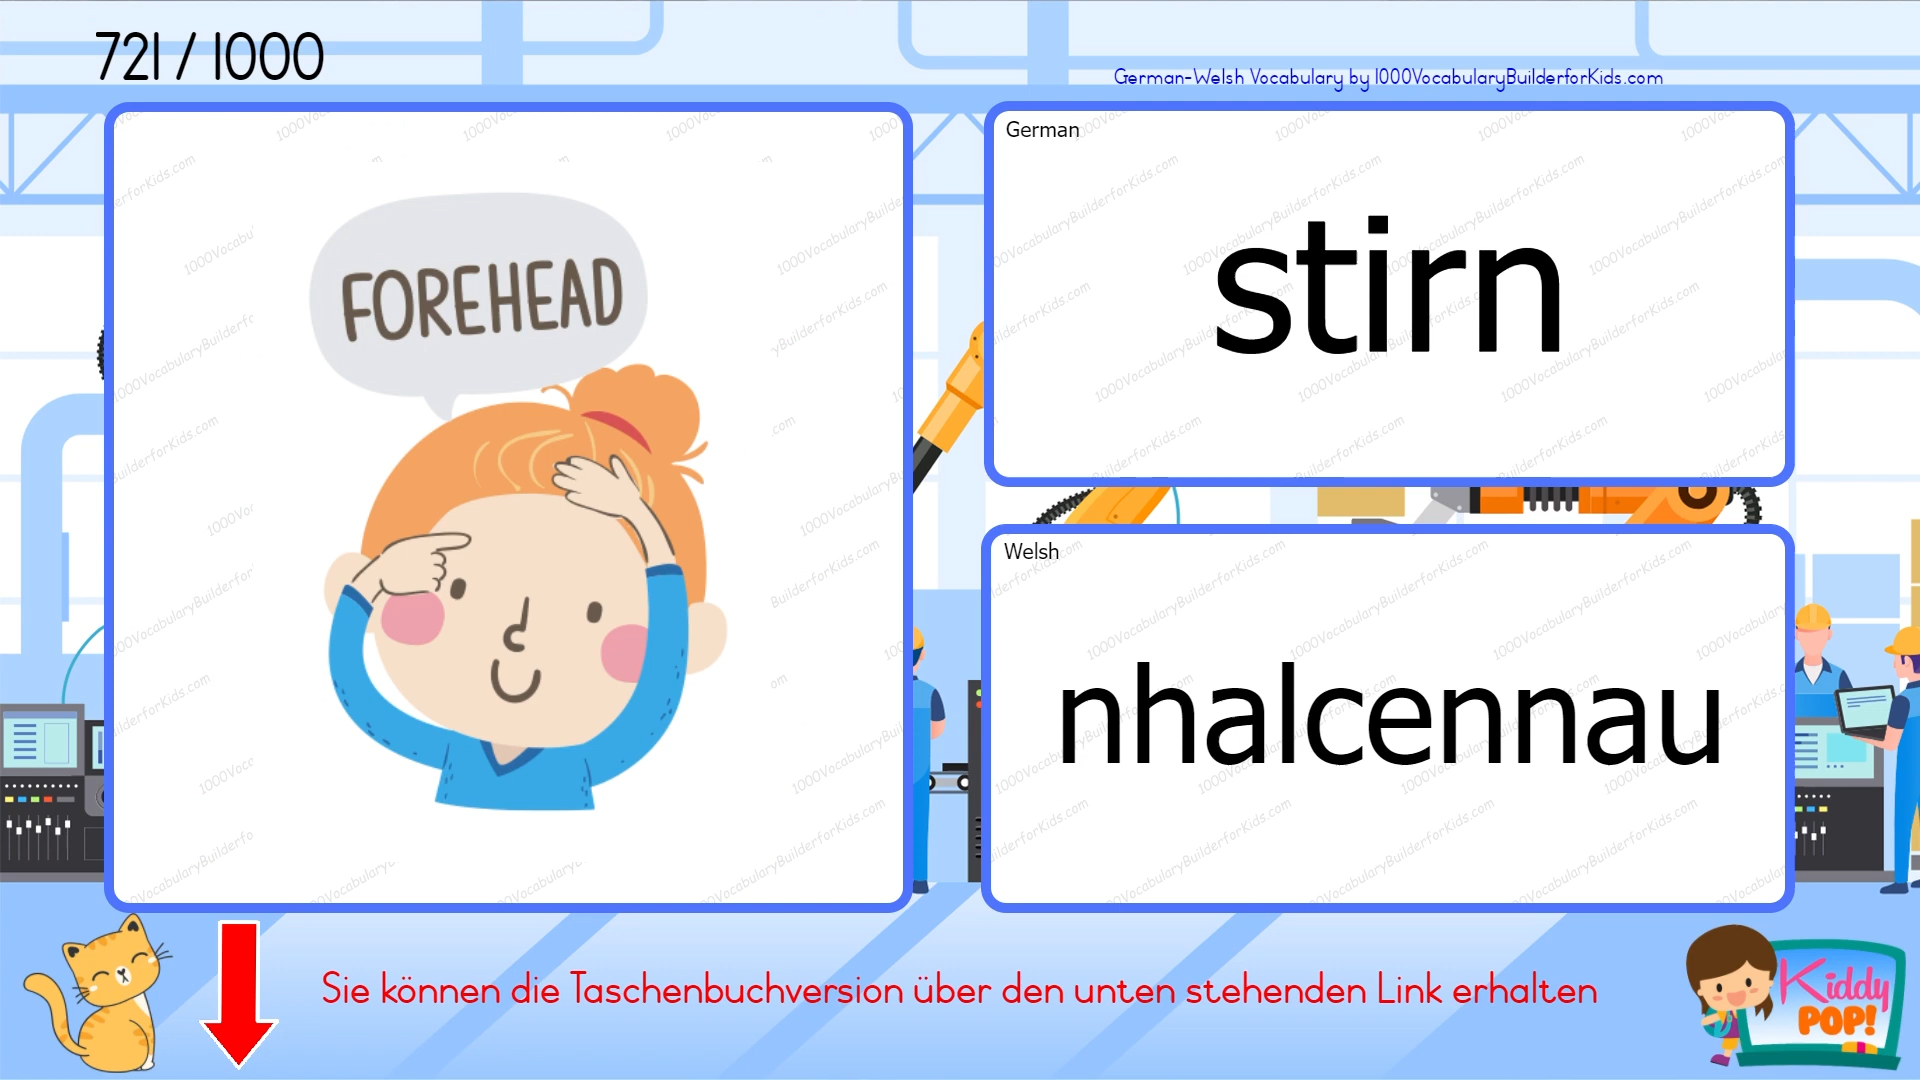 721 / 1000
German-Welsh Vocabulary by 1000VocabularyBuilderforKids.com
FOREHEAD
German
stirn
Welsh
nhalcennau
Sie können die Taschenbuchversion über den unten stehenden Link erhalten
Kiddy
POP!